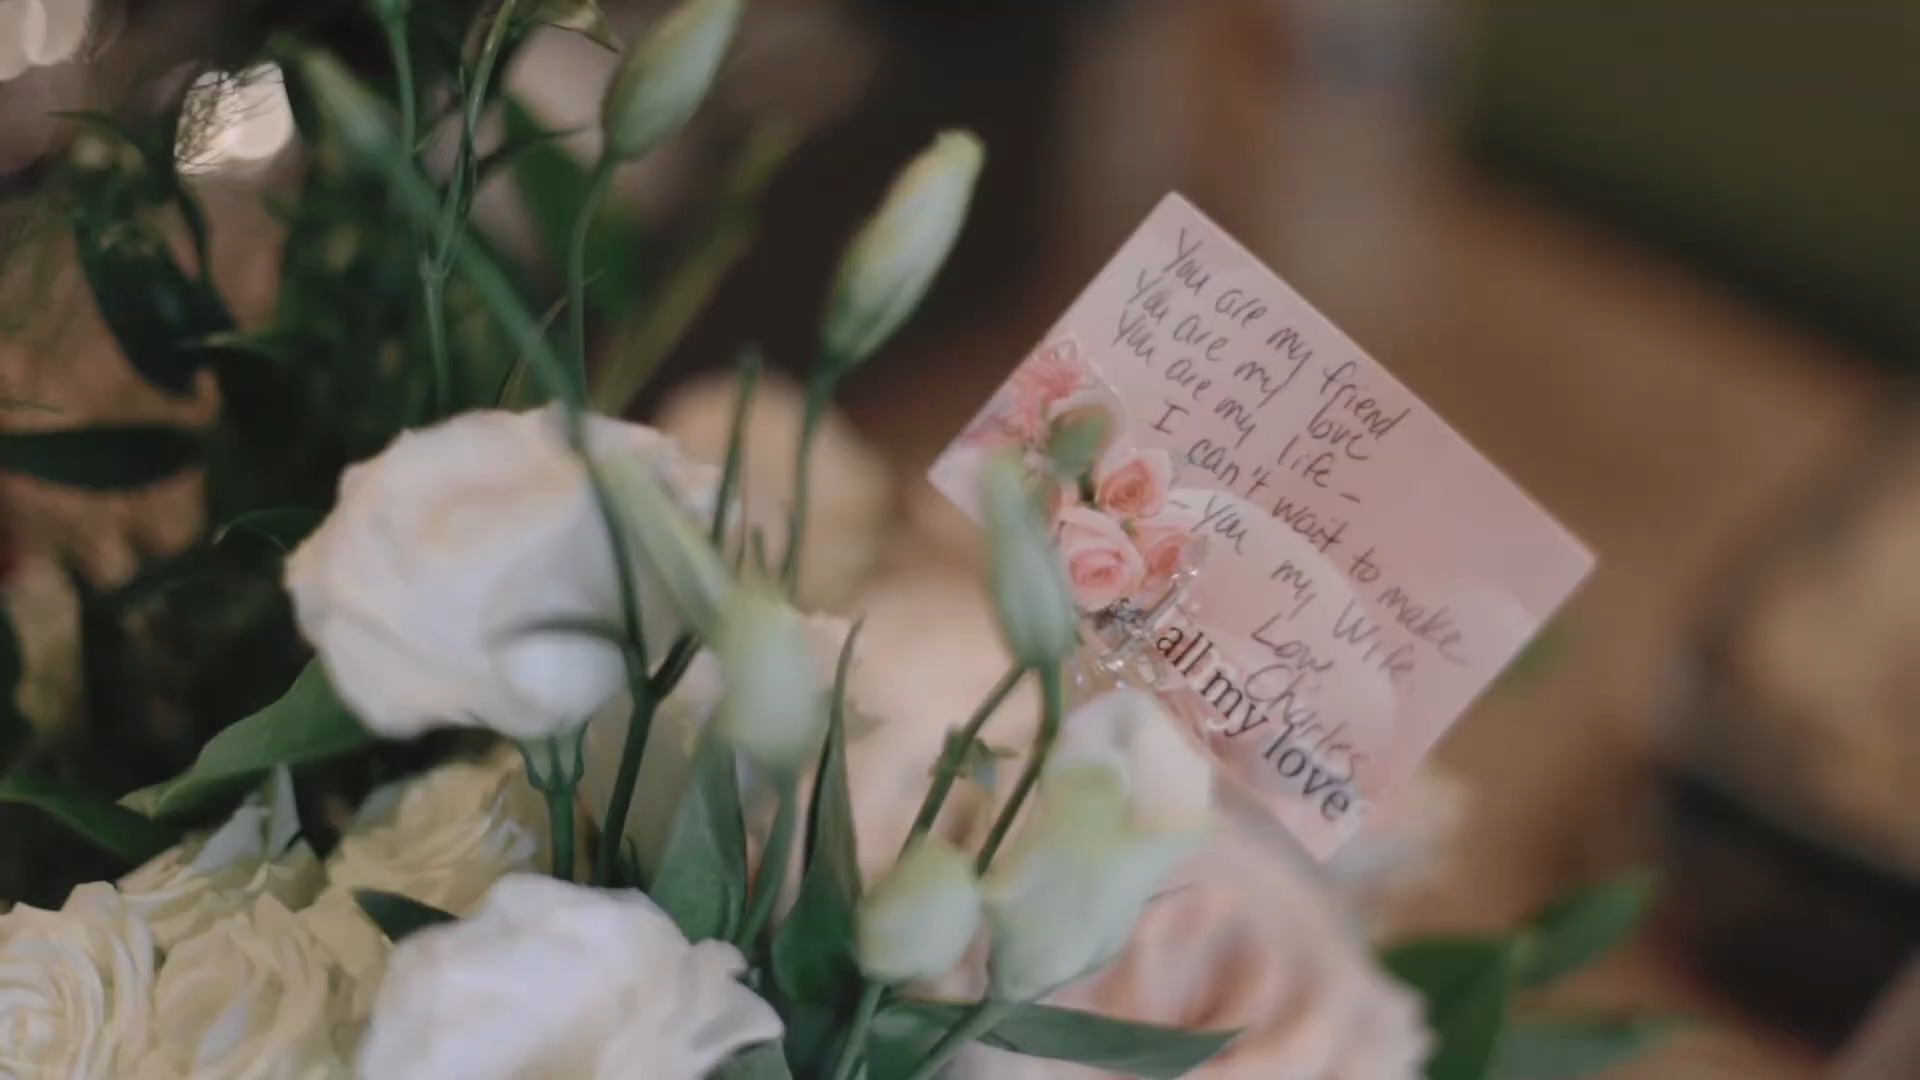 You are my friend
You are my love
You are my life -
I can't wait to make
- you my Wife.
Love
Charles
all my love